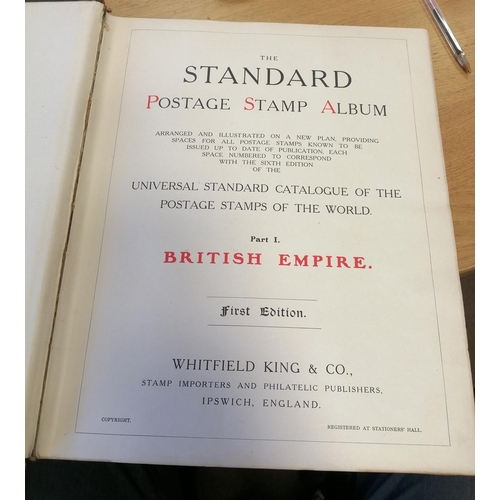 THE
STANDARD
POSTAGE STAMP ALBUM
ARRANGED AND ILLUSTRATED ON A NEW PLAN, PROVIDING
SPACES FOR ALL POSTAGE STAMPS KNOWN TO BE
ISSUED UP TO DATE OF PUBLICATION, EACH
SPACE NUMBERED TO CORRESPOND
WITH THE SIXTH EDITION
OF THE
UNIVERSAL STANDARD CATALOGUE OF THE
POSTAGE STAMPS OF THE WORLD.
Part I.
BRITISH EMPIRE.
First Edition.
WHITFIELD KING & CO.,
STAMP IMPORTERS AND PHILATELIC PUBLISHERS,
IPSWICH, ENGLAND.
COPYRIGHT. REGISTERED AT STATIONERS' HALL.